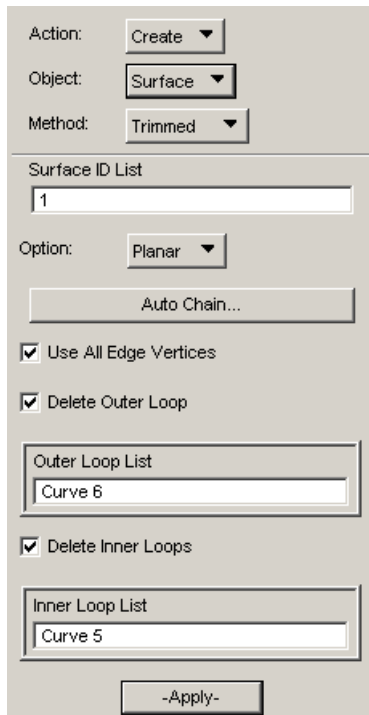 Action: Create
Object: Surface
Method: Trimmed
Surface ID List
1
Option: Planar
Auto Chain...
Use All Edge Vertices
Delete Outer Loop
Outer Loop List
Curve 6
Delete Inner Loops
Inner Loop List
Curve 5
-Apply-